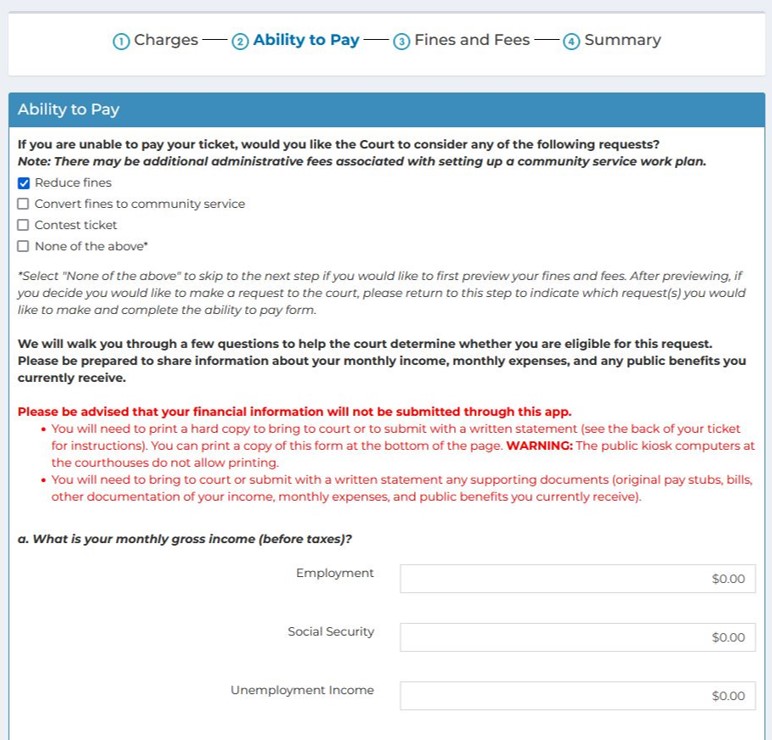 1 Charges 2 Ability to Pay 3 Fines and Fees 4 Summary
Ability to Pay
If you are unable to pay your ticket, would you like the Court to consider any of the following requests?
Note: There may be additional administrative fees associated with setting up a community service work plan.
Reduce fines
Convert fines to community service
Contest ticket
None of the above*
*Select "None of the above" to skip to the next step if you would like to first preview your fines and fees. After previewing, if
you decide you would like to make a request to the court, please return to this step to indicate which request(s) you would
like to make and complete the ability to pay form.
We will walk you through a few questions to help the court determine whether you are eligible for this request.
Please be prepared to share information about your monthly income, monthly expenses, and any public benefits you
currently receive.
Please be advised that your financial information will not be submitted through this app.
• You will need to print a hard copy to bring to court or to submit with a written statement (see the back of your ticket
for instructions). You can print a copy of this form at the bottom of the page. WARNING: The public kiosk computers at
the courthouses do not allow printing.
• You will need to bring to court or submit with a written statement any supporting documents (original pay stubs, bills,
other documentation of your income, monthly expenses, and public benefits you currently receive).
a. What is your monthly gross income (before taxes)?
Employment $0.00
Social Security $0.00
Unemployment Income $0.00